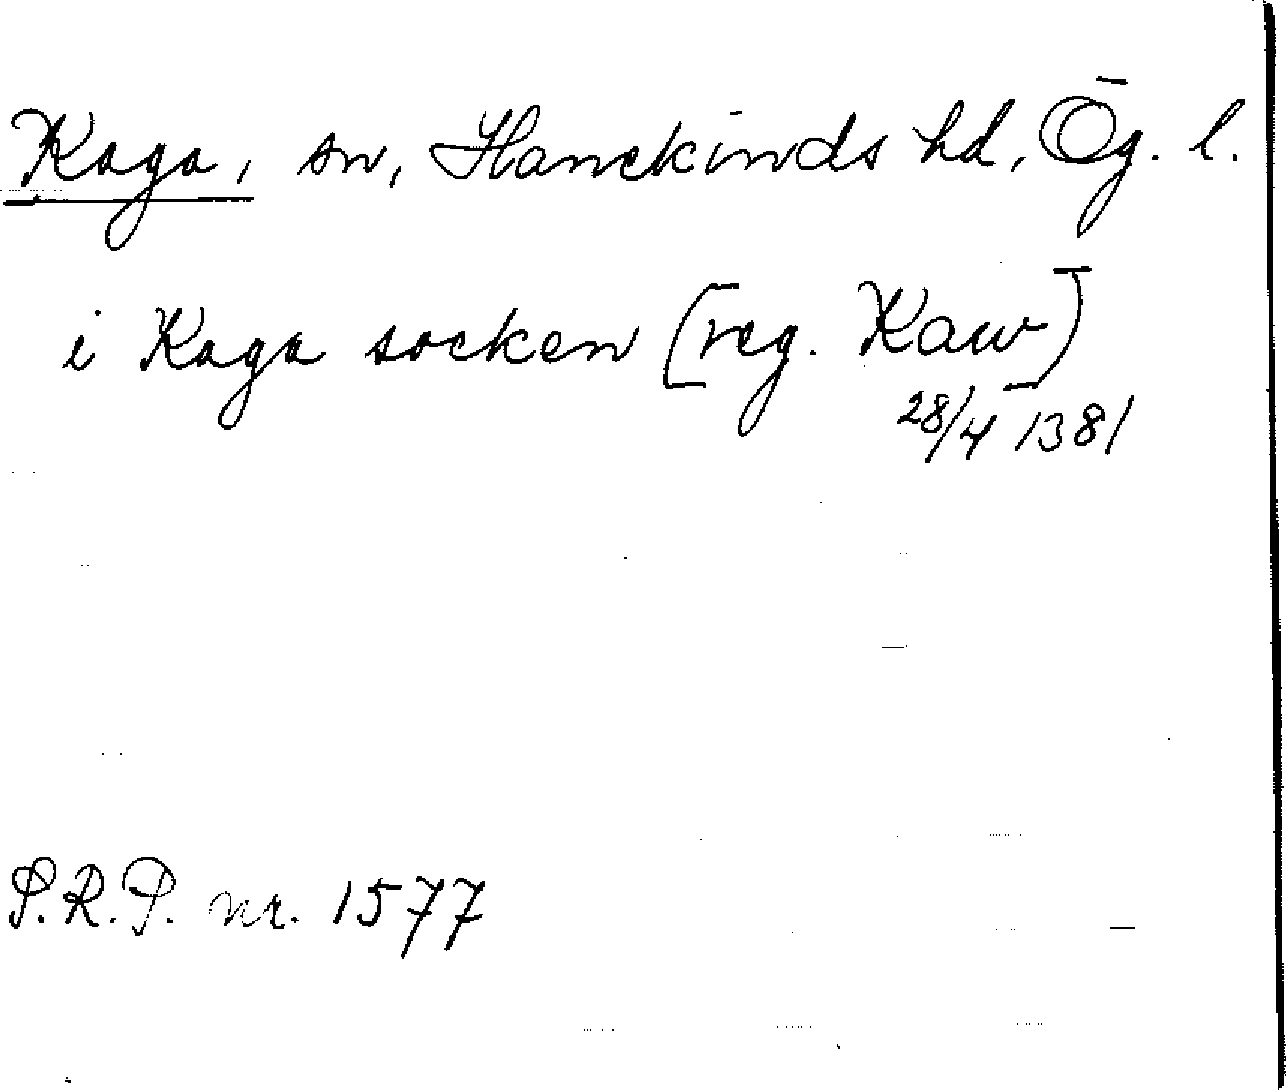 Kaga, sn, Hanekinds hd, Ög. l.
i Kaga socken [reg. Kaw]
28/4 1381
S.R.P. nr. 1577